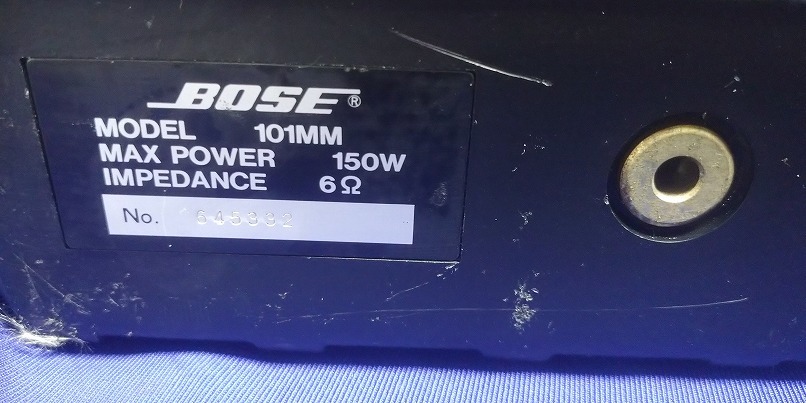 BOSE®
MODEL 101MM
MAX POWER 150W
IMPEDANCE 6Ω
No.